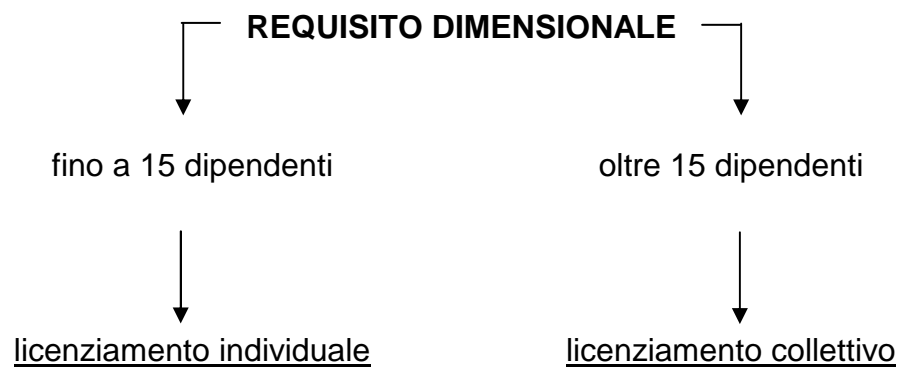 REQUISITO DIMENSIONALE
fino a 15 dipendenti
oltre 15 dipendenti
licenziamento individuale
licenziamento collettivo